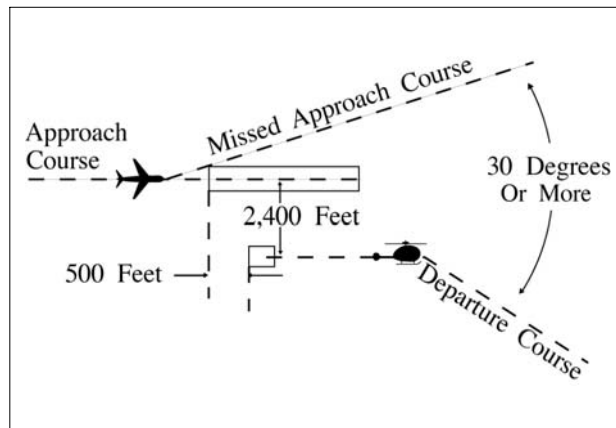 Missed Approach Course
Approach
Course
30 Degrees
Or More
2,400 Feet
500 Feet
Departure Course